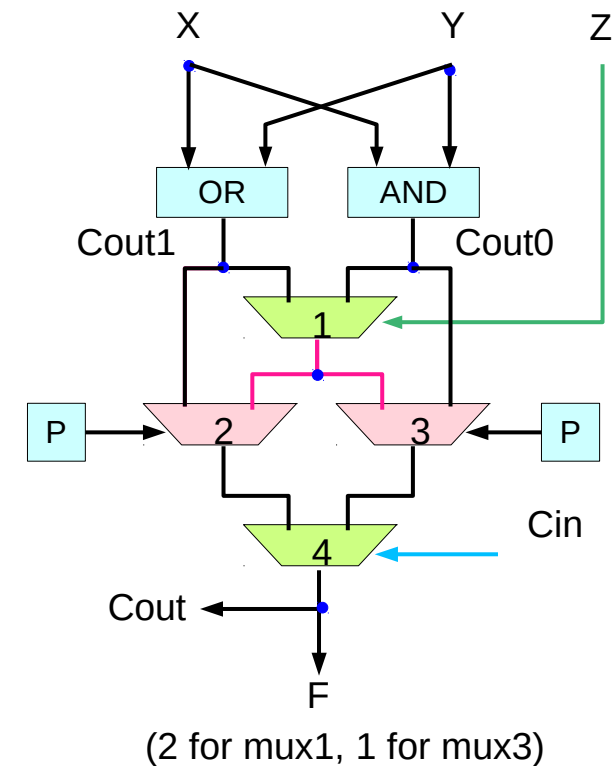 X Y Z
OR AND
Cout1 Cout0
1
P 2 3 P
Cin
4
Cout
F
(2 for mux1, 1 for mux3)